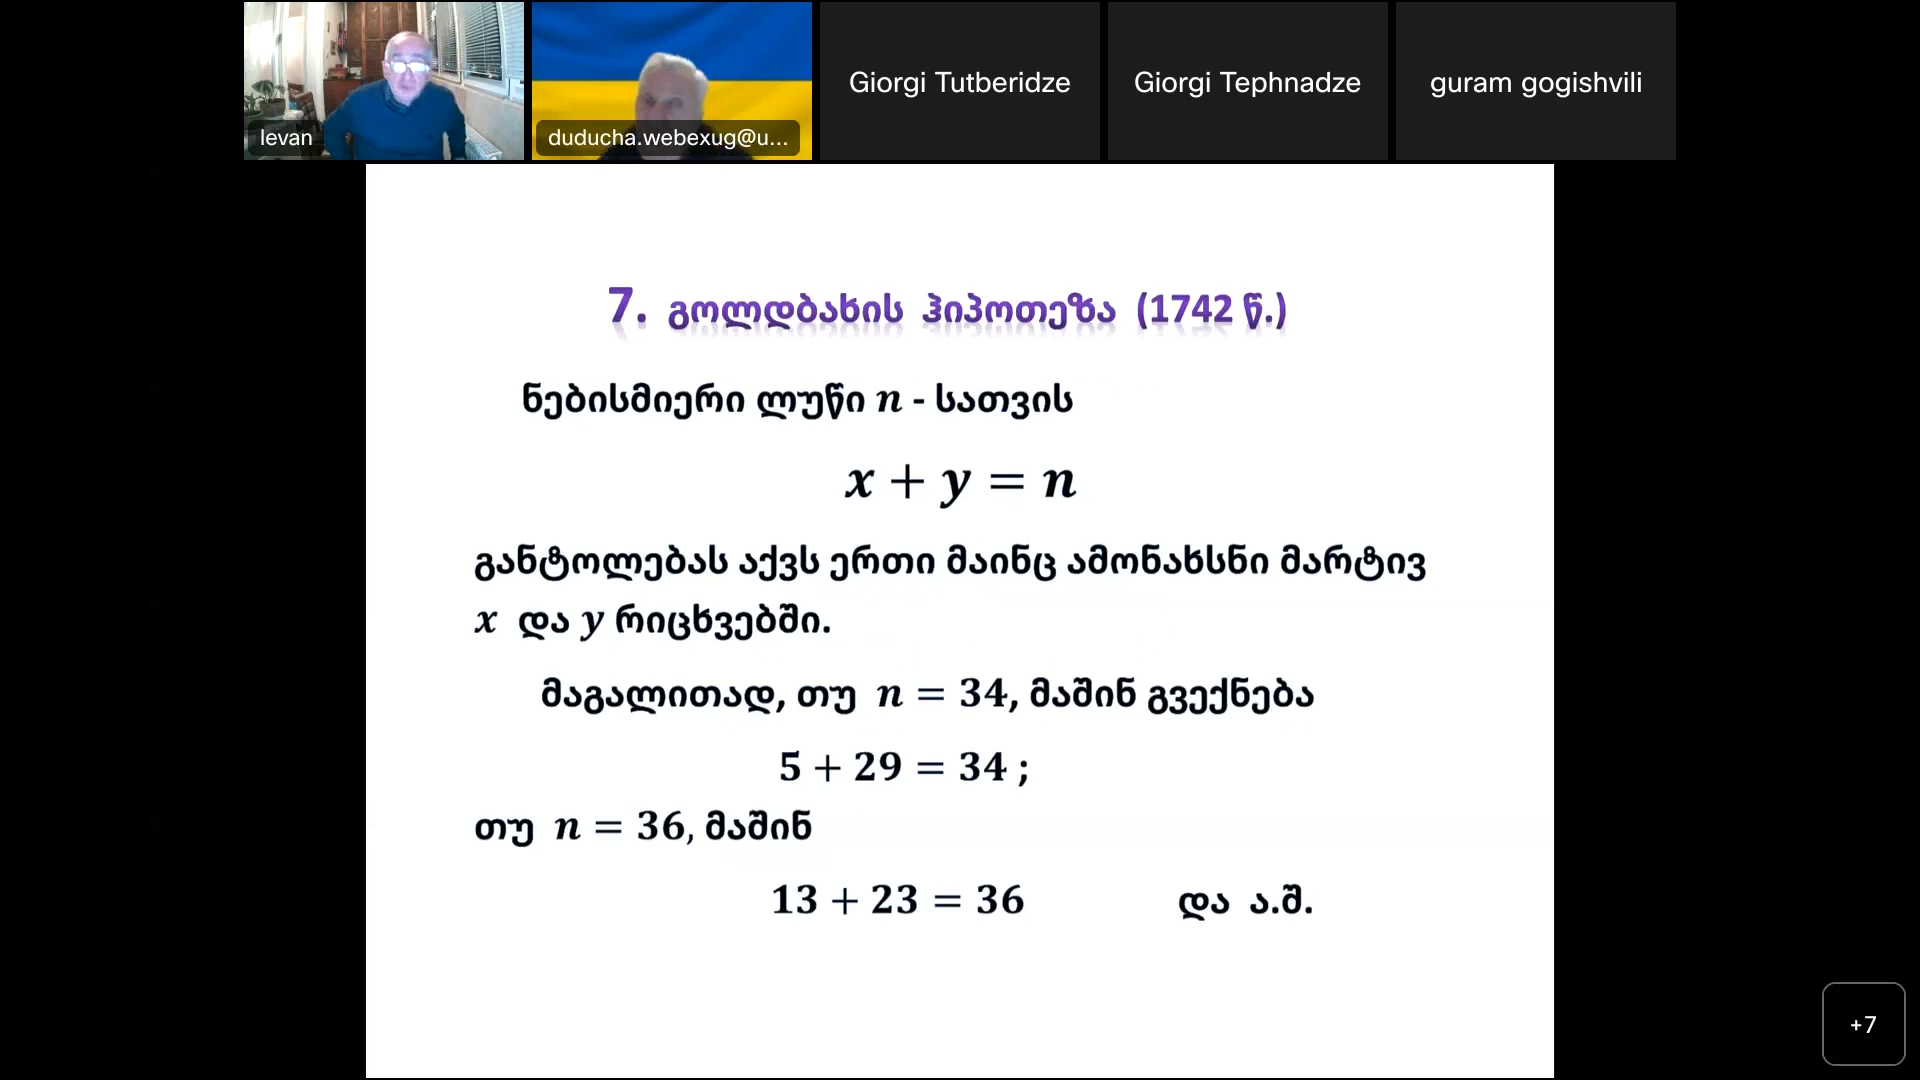 levan
duducha.webexug@u...
Giorgi Tutberidze
Giorgi Tephnadze
guram gogishvili
7. გოლდბახის ჰიპოთეზა (1742 წ.)
ნებისმიერი ლუწი n - სათვის
x + y = n
განტოლებას აქვს ერთი მაინც ამონახსნი მარტივ
x და y რიცხვებში.
მაგალითად, თუ n = 34, მაშინ გვექნება
5 + 29 = 34 ;
თუ n = 36, მაშინ
13 + 23 = 36 და ა.შ.
+7